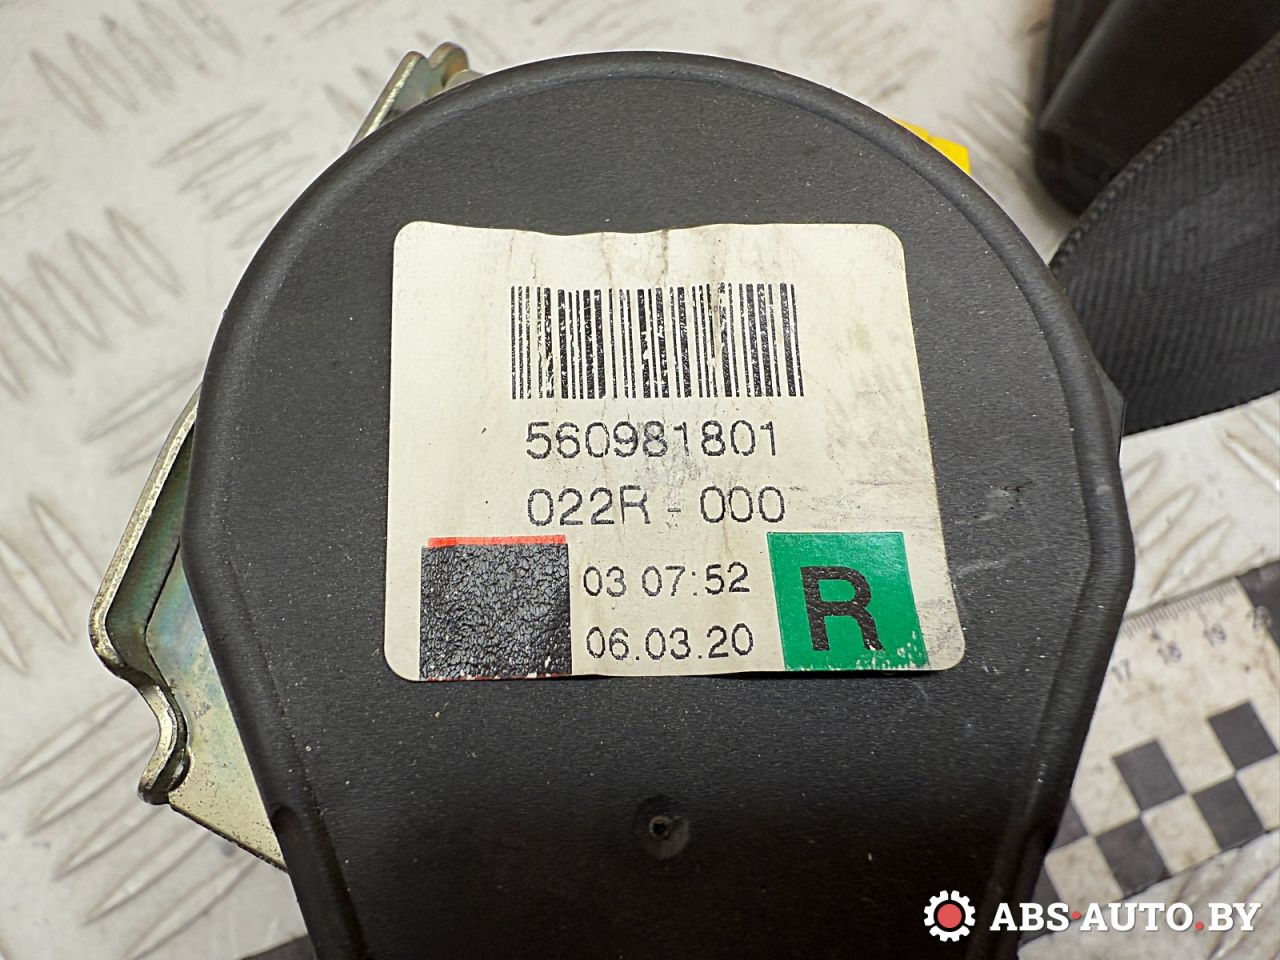 560981801
022R - 000
03 07:52
06.03.20
R
17 18 19
ABS-AUTO.BY